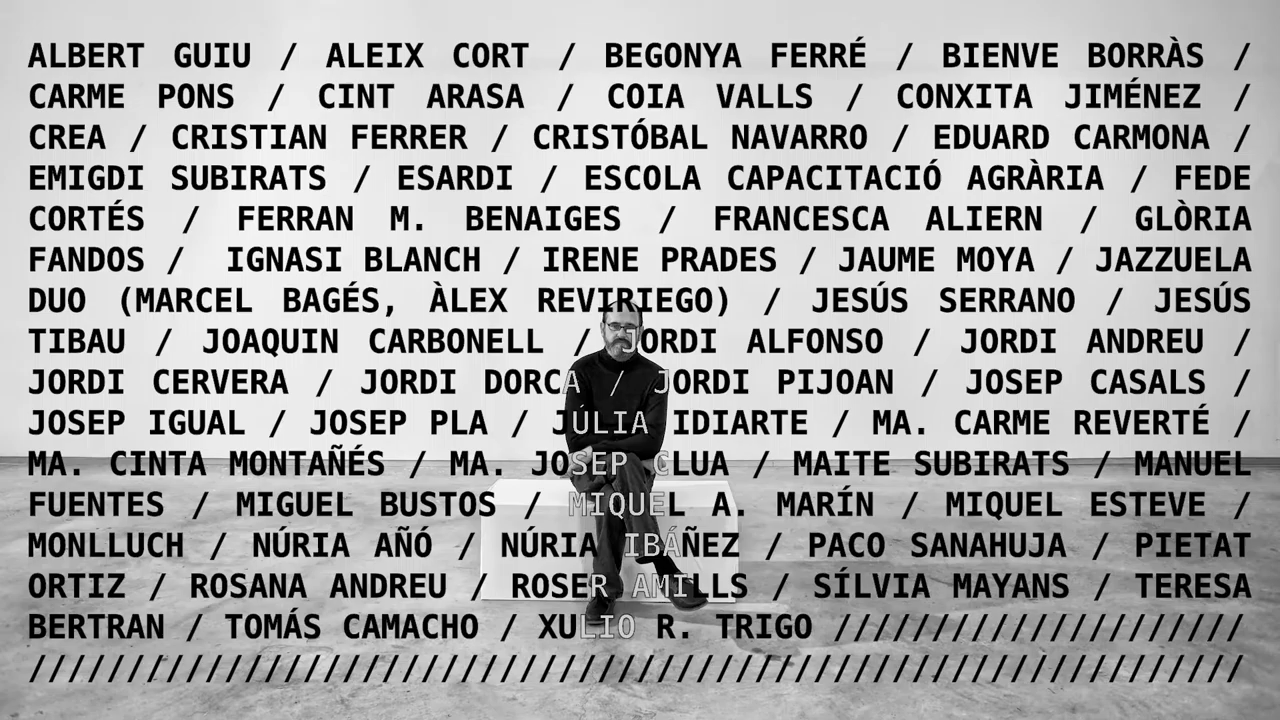 ALBERT GUIU / ALEIX CORT / BEGONYA FERRÉ / BIENVE BORRÀS /
CARME PONS / CINT ARASA / COIA VALLS / CONXITA JIMÉNEZ /
CREA / CRISTIAN FERRER / CRISTÓBAL NAVARRO / EDUARD CARMONA /
EMIGDI SUBIRATS / ESARDI / ESCOLA CAPACITACIÓ AGRÀRIA / FEDE
CORTÉS / FERRAN M. BENAIGES / FRANCESCA ALIERN / GLÒRIA
FANDOS / IGNASI BLANCH / IRENE PRADES / JAUME MOYA / JAZZUELA
DUO (MARCEL BAGÉS, ÀLEX REVIRIEGO) / JESÚS SERRANO / JESÚS
TIBAU / JOAQUIN CARBONELL / JORDI ALFONSO / JORDI ANDREU /
JORDI CERVERA / JORDI DORCA / JORDI PIJOAN / JOSEP CASALS /
JOSEP IGUAL / JOSEP PLA / JÚLIA IDIARTE / MA. CARME REVERTÉ /
MA. CINTA MONTAÑÉS / MA. JOSEP CLUA / MAITE SUBIRATS / MANUEL
FUENTES / MIGUEL BUSTOS / MIQUEL A. MARÍN / MIQUEL ESTEVE /
MONLLUCH / NÚRIA AÑÓ / NÚRIA IBÁÑEZ / PACO SANAHUJA / PIETAT
ORTIZ / ROSANA ANDREU / ROSER AMILLS / SÍLVIA MAYANS / TERESA
BERTRAN / TOMÁS CAMACHO / XULIO R. TRIGO /////////////////////
///////////////////////////////////////////////////////////////